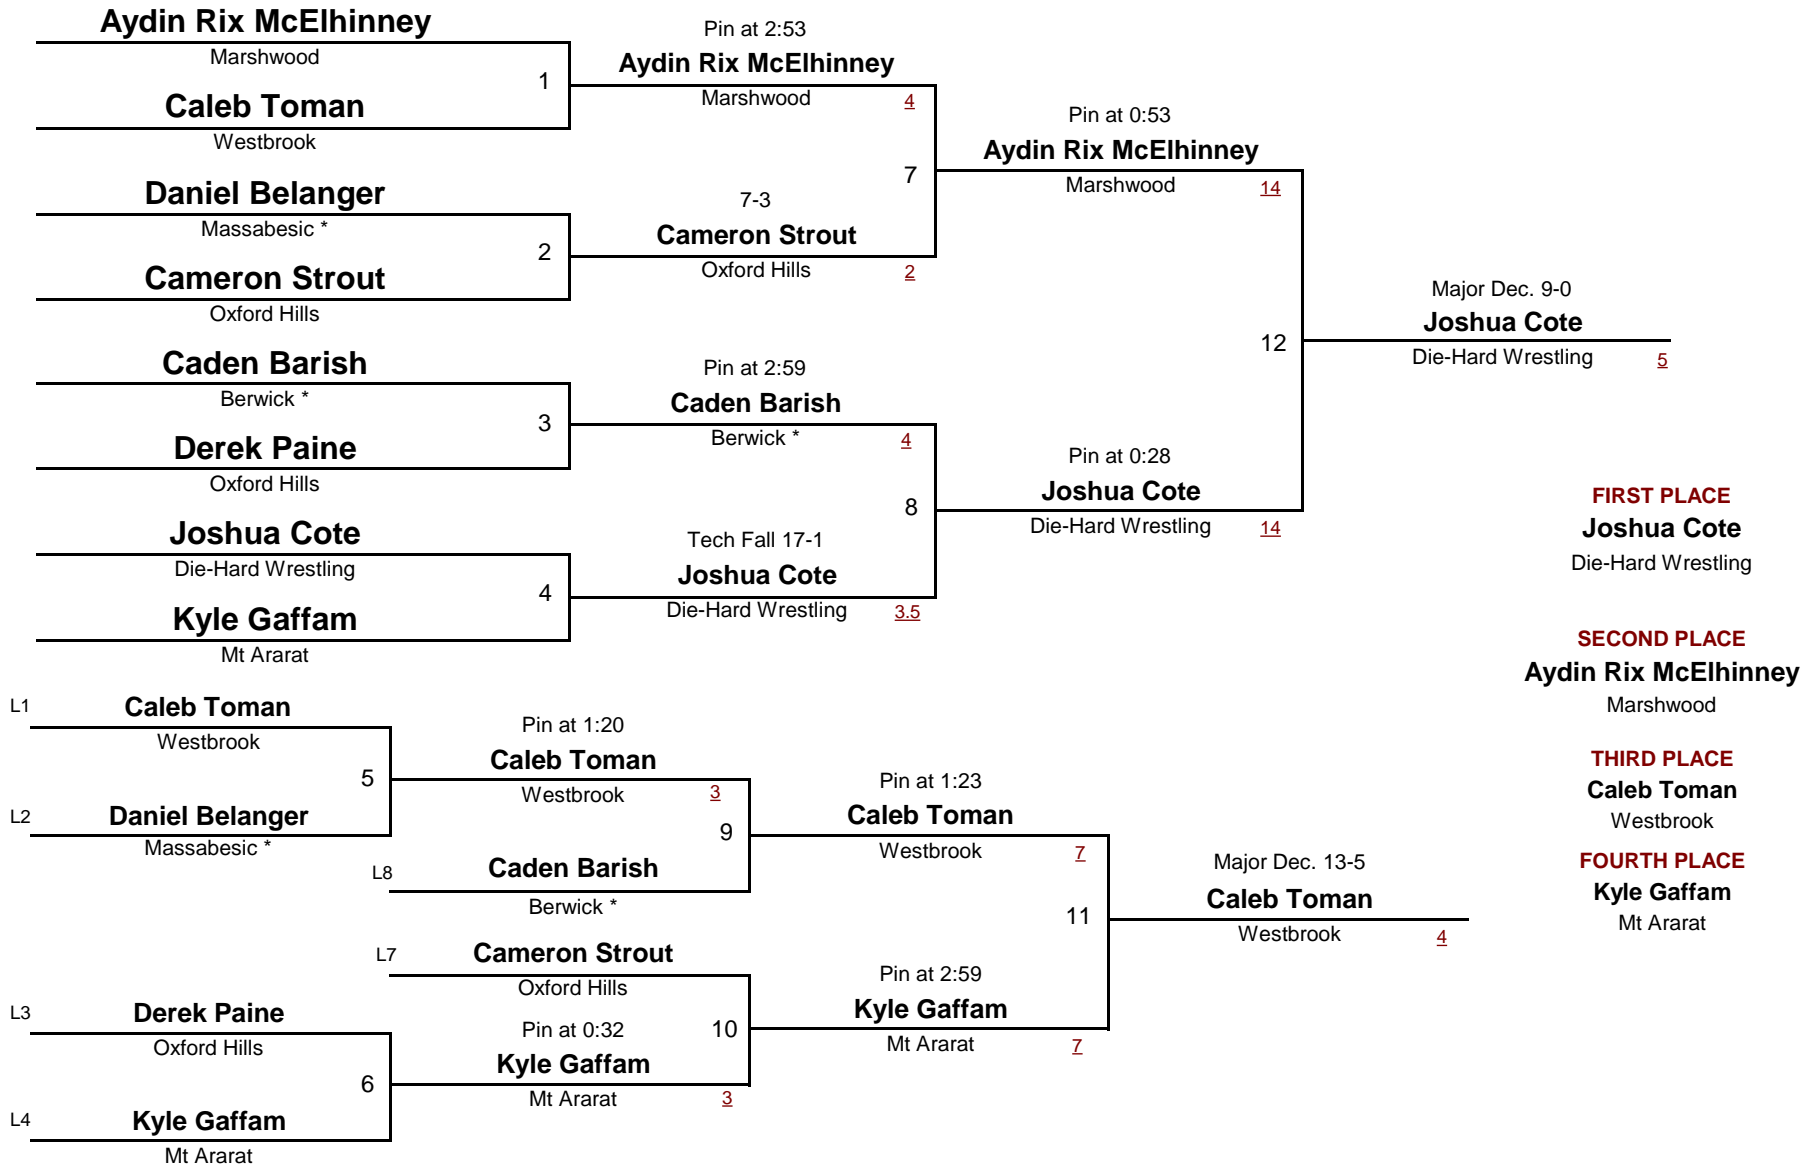 Aydin Rix McElhinney
Marshwood
1
Caleb Toman
Westbrook
Daniel Belanger
Massabesic *
2
Cameron Strout
Oxford Hills
Caden Barish
Berwick *
3
Derek Paine
Oxford Hills
Joshua Cote
Die-Hard Wrestling
4
Kyle Gaffam
Mt Ararat
Pin at 2:53
Aydin Rix McElhinney
Marshwood 4
7
7-3
Cameron Strout
Oxford Hills 2
Pin at 2:59
Caden Barish
Berwick * 4
8
Tech Fall 17-1
Joshua Cote
Die-Hard Wrestling 3.5
Pin at 0:53
Aydin Rix McElhinney
Marshwood 14
12
Pin at 0:28
Joshua Cote
Die-Hard Wrestling 14
Major Dec. 9-0
Joshua Cote
Die-Hard Wrestling 5
L1 Caleb Toman
Westbrook
5
L2 Daniel Belanger
Massabesic *
L3 Derek Paine
Oxford Hills
6
L4 Kyle Gaffam
Mt Ararat
Pin at 1:20
Caleb Toman
Westbrook 3
9
L8 Caden Barish
Berwick *
L7 Cameron Strout
Oxford Hills
10
Pin at 0:32
Kyle Gaffam
Mt Ararat 3
Pin at 1:23
Caleb Toman
Westbrook 7
11
Pin at 2:59
Kyle Gaffam
Mt Ararat 7
Major Dec. 13-5
Caleb Toman
Westbrook 4
FIRST PLACE
Joshua Cote
Die-Hard Wrestling
SECOND PLACE
Aydin Rix McElhinney
Marshwood
THIRD PLACE
Caleb Toman
Westbrook
FOURTH PLACE
Kyle Gaffam
Mt Ararat